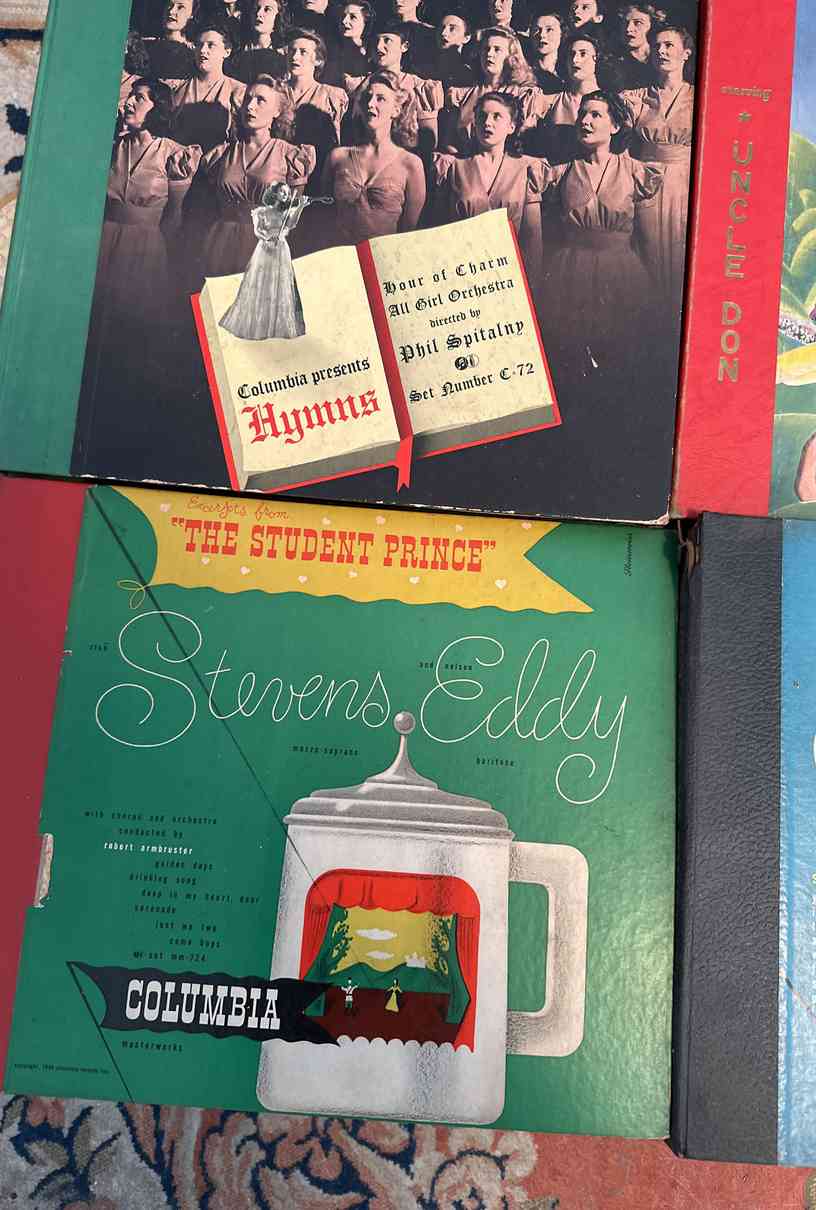 Hour of Charm
All Girl Orchestra
directed by
Phil Spitalny
Set Number C-72
Columbia presents
Hymns
starring
UNCLE DON
Excerpts from
"THE STUDENT PRINCE"
risë
Stevens
and nelson
Eddy
mezzo-soprano
baritone
with chorus and orchestra
conducted by
robert armbruster
golden days
drinking song
deep in my heart, dear
serenade
just we two
come boys
set mm-724
COLUMBIA
masterworks